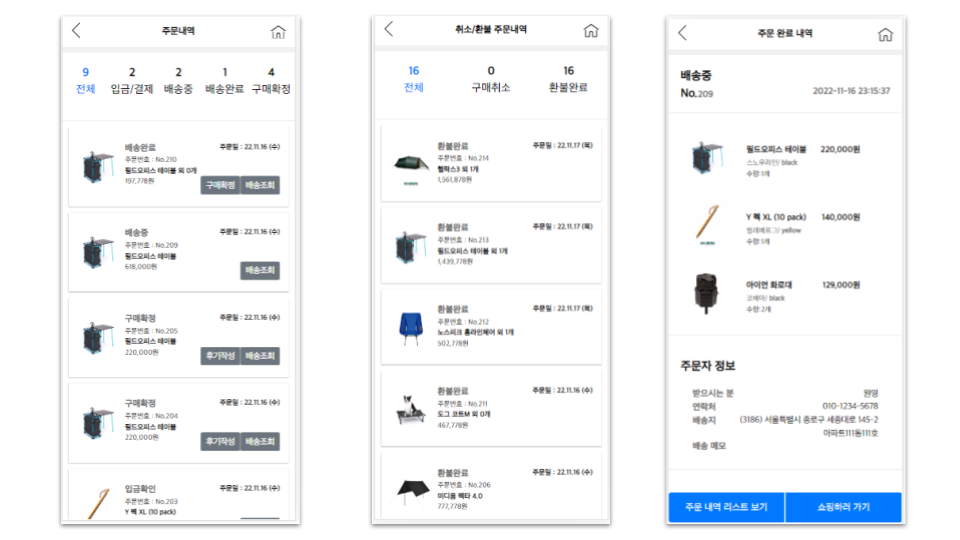 주문내역
9 2 2 1 4
전체 입금/결제 배송중 배송완료 구매확정
배송완료 주문일 : 22.11.16 (수)
주문번호 : No.210
필드오피스 테이블 외 0개
197,778원
구매확정 배송조회
배송중 주문일 : 22.11.16 (수)
주문번호 : No.209
필드오피스 테이블
618,000원
배송조회
구매확정 주문일 : 22.11.16 (수)
주문번호 : No.205
필드오피스 테이블
220,000원
후기작성 배송조회
구매확정 주문일 : 22.11.16 (수)
주문번호 : No.204
필드오피스 테이블
220,000원
후기작성 배송조회
입금확인 주문일 : 22.11.16 (수)
주문번호 : No.203
Y 펙 XL (10 pack)
취소/환불 주문내역
16 0 16
전체 구매취소 환불완료
환불완료 주문일 : 22.11.17 (목)
주문번호 : No.214
헬락스3 외 1개
1,561,878원
환불완료 주문일 : 22.11.17 (목)
주문번호 : No.213
필드오피스 테이블 외 1개
1,439,778원
환불완료 주문일 : 22.11.17 (목)
주문번호 : No.212
노스피크 홀라인체어 외 1개
502,778원
환불완료 주문일 : 22.11.16 (수)
주문번호 : No.211
도그 코트M 외 0개
467,778원
환불완료 주문일 : 22.11.16 (수)
주문번호 : No.206
미디움 렉타 4.0
777,778원
주문 완료 내역
배송중
No.209 2022-11-16 23:15:37
필드오피스 테이블 220,000원
스노우라인/ black
수량:1개
Y 펙 XL (10 pack) 140,000원
힐레베르그/ yellow
수량:1개
아이언 화로대 129,000원
코베아/ black
수량:2개
주문자 정보
받으시는 분 원영
연락처 010-1234-5678
배송지 (3186) 서울특별시 종로구 세종대로 145-2
아파트111동111호
배송 메모
주문 내역 리스트 보기 쇼핑하러 가기